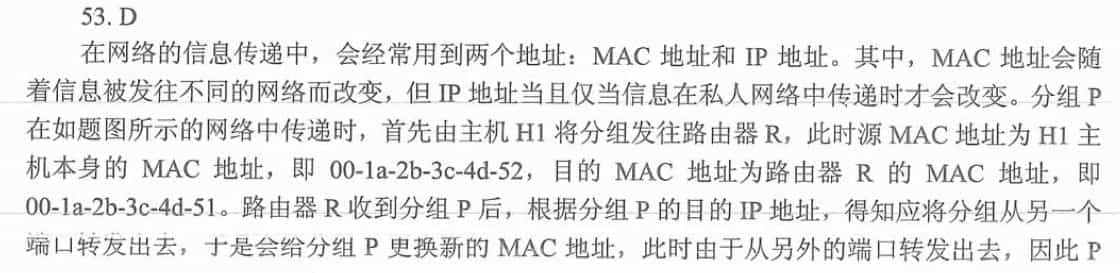 53. D
在网络的信息传递中，会经常用到两个地址：MAC 地址和 IP 地址。其中，MAC 地址会随
着信息被发往不同的网络而改变，但 IP 地址当且仅当信息在私人网络中传递时才会改变。分组 P
在如题图所示的网络中传递时，首先由主机 H1 将分组发往路由器 R，此时源 MAC 地址为 H1 主
机本身的 MAC 地址，即 00-1a-2b-3c-4d-52，目的 MAC 地址为路由器 R 的 MAC 地址，即
00-1a-2b-3c-4d-51。路由器 R 收到分组 P 后，根据分组 P 的目的 IP 地址，得知应将分组从另一个
端口转发出去，于是会给分组 P 更换新的 MAC 地址，此时由于从另外的端口转发出去，因此 P